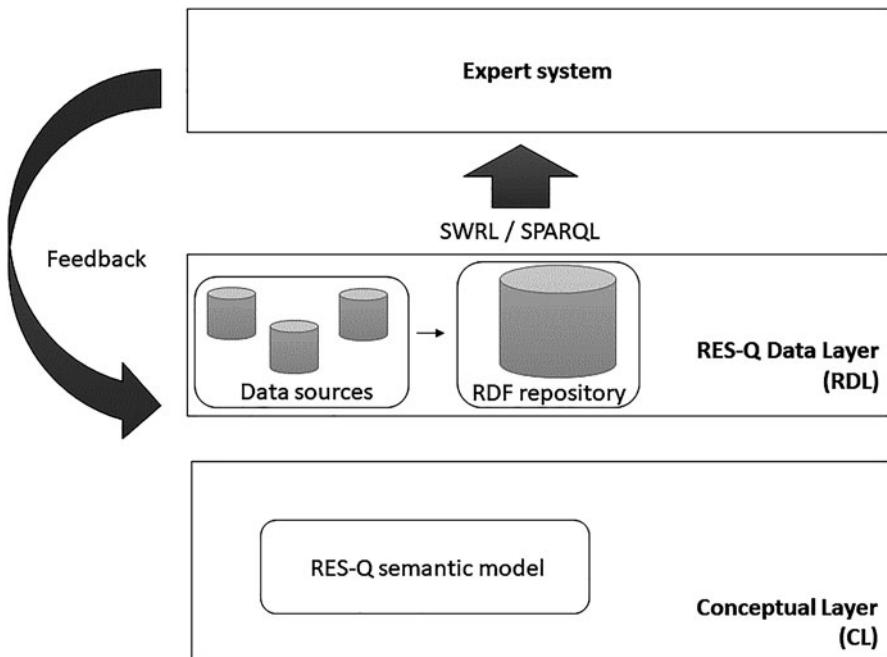 Expert system
SWRL / SPARQL
Feedback
Data sources
RDF repository
RES-Q Data Layer
(RDL)
RES-Q semantic model
Conceptual Layer
(CL)